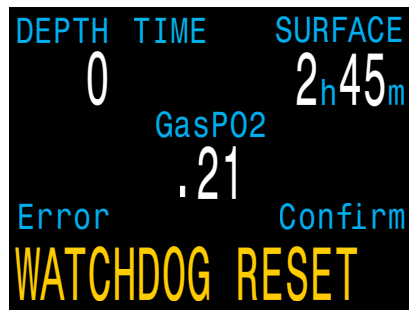 DEPTH TIME SURFACE
0 2h45m
GasPO2
.21
Error Confirm
WATCHDOG RESET